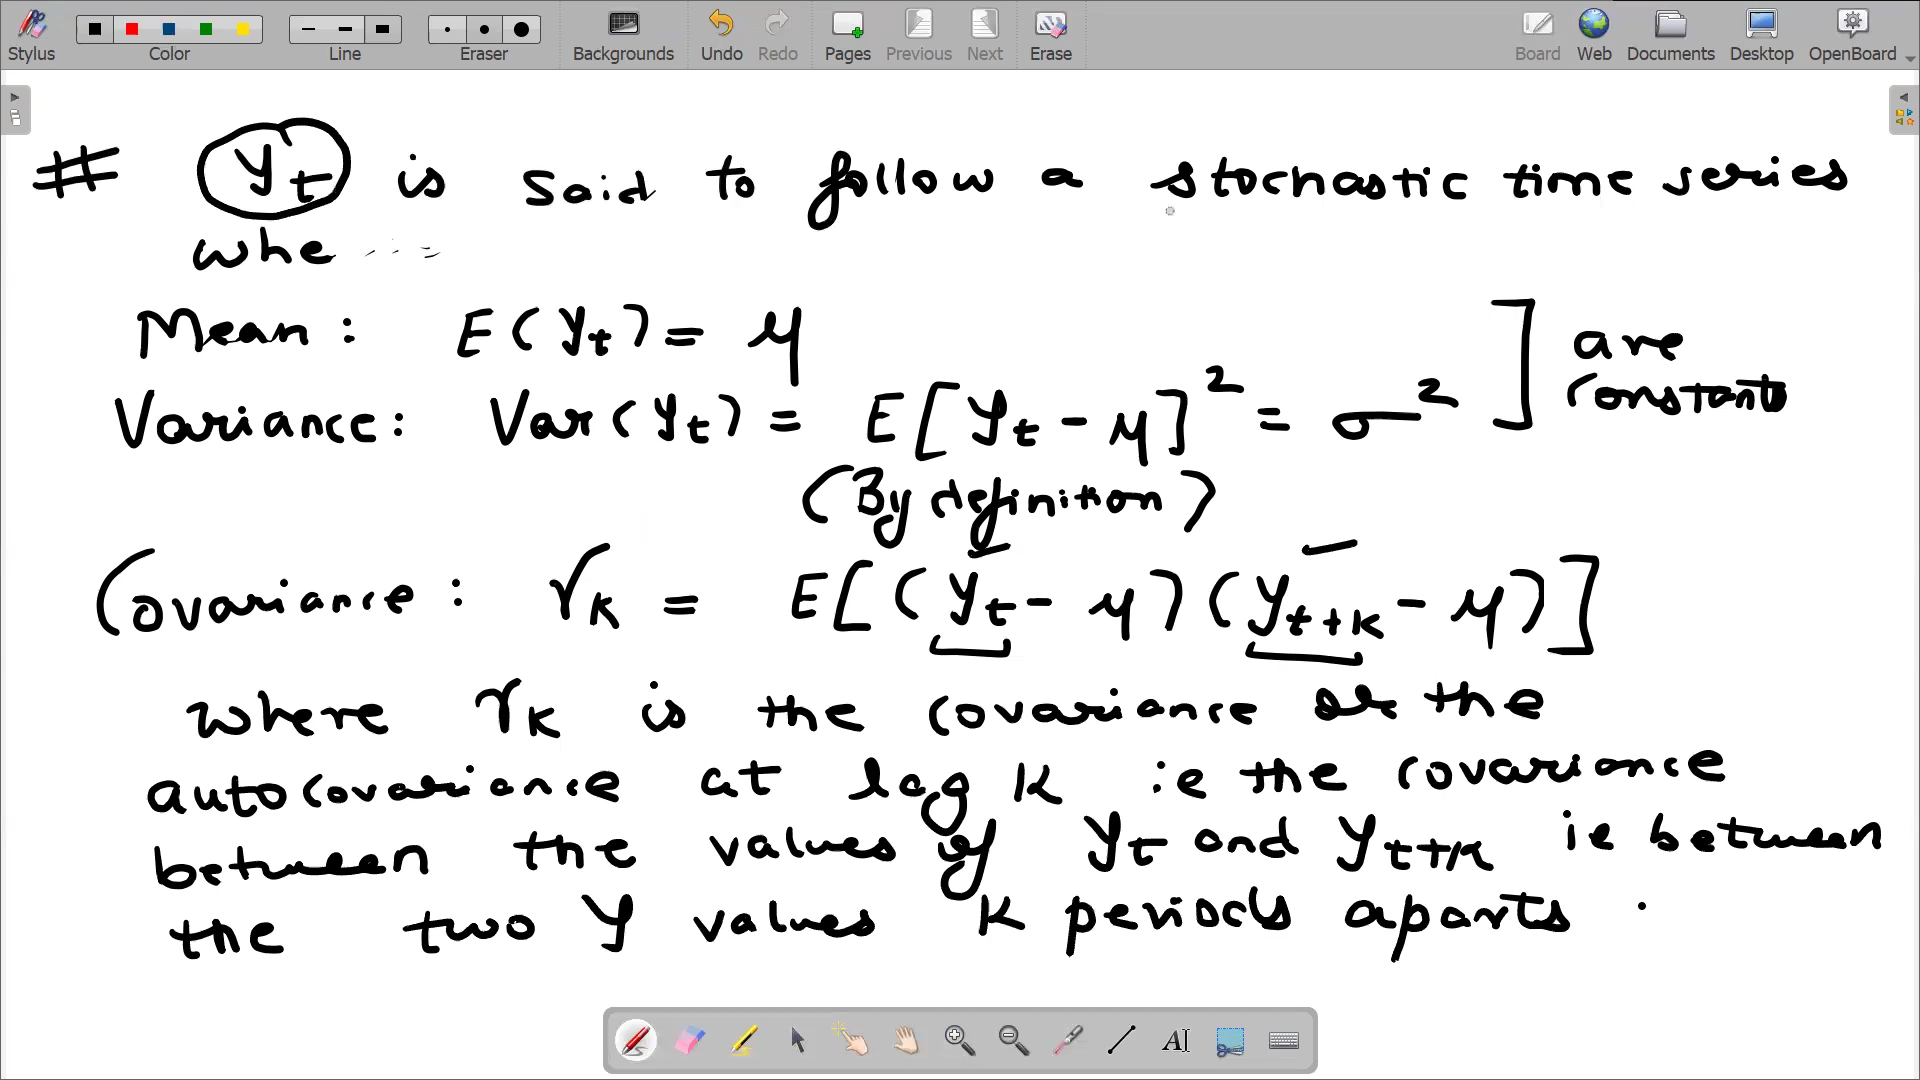 Stylus Color Line Eraser Backgrounds Undo Redo Pages Previous Next Erase Board Web Documents Desktop OpenBoard
# Yt is said to follow a stochastic time series
whe
Mean: E(Yt) = μ
Variance: Var(Yt) = E[Yt - μ]² = σ² ] are constants
(By definition)
Covariance: γk = E[(Yt - μ)(Yt+k - μ)]
where γk is the covariance or the
autocovariance at lag k ie the covariance
between the values of Yt and Yt+k ie between
the two Y values k periods aparts .
AI